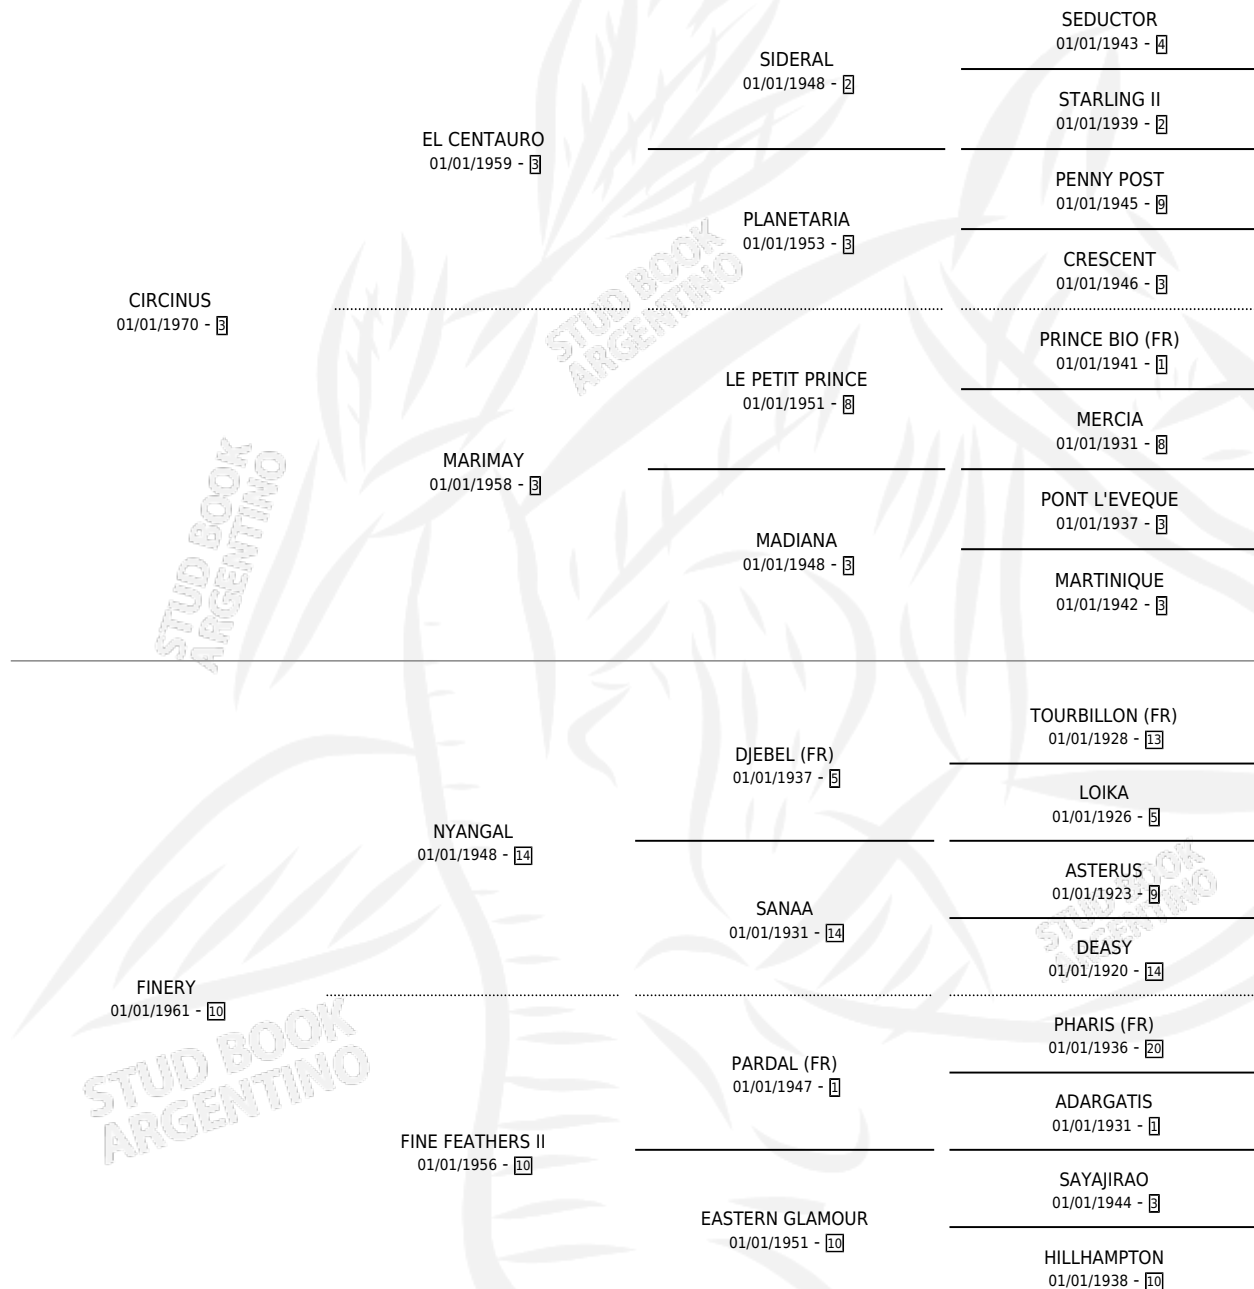 SEDUCTOR
01/01/1943 - 4
SIDERAL
01/01/1948 - 2
STARLING II
01/01/1939 - 2
EL CENTAURO
01/01/1959 - 3
PENNY POST
01/01/1945 - 9
PLANETARIA
01/01/1953 - 3
CRESCENT
01/01/1946 - 3
CIRCINUS
01/01/1970 - 3
PRINCE BIO (FR)
01/01/1941 - 1
LE PETIT PRINCE
01/01/1951 - 8
MERCIA
01/01/1931 - 8
MARIMAY
01/01/1958 - 3
PONT L'EVEQUE
01/01/1937 - 3
MADIANA
01/01/1948 - 3
MARTINIQUE
01/01/1942 - 3
TOURBILLON (FR)
01/01/1928 - 13
DJEBEL (FR)
01/01/1937 - 5
LOIKA
01/01/1926 - 5
NYANGAL
01/01/1948 - 14
ASTERUS
01/01/1923 - 9
SANAA
01/01/1931 - 14
DEASY
01/01/1920 - 14
FINERY
01/01/1961 - 10
PHARIS (FR)
01/01/1936 - 20
PARDAL (FR)
01/01/1947 - 1
ADARGATIS
01/01/1931 - 1
FINE FEATHERS II
01/01/1956 - 10
SAYAJIRAO
01/01/1944 - 3
EASTERN GLAMOUR
01/01/1951 - 10
HILLHAMPTON
01/01/1938 - 10
STUD BOOK
ARGENTINO
STUD BOOK
ARGENTINO
STUD BOOK
ARGENTINO
STUD BOOK
ARGENTINO